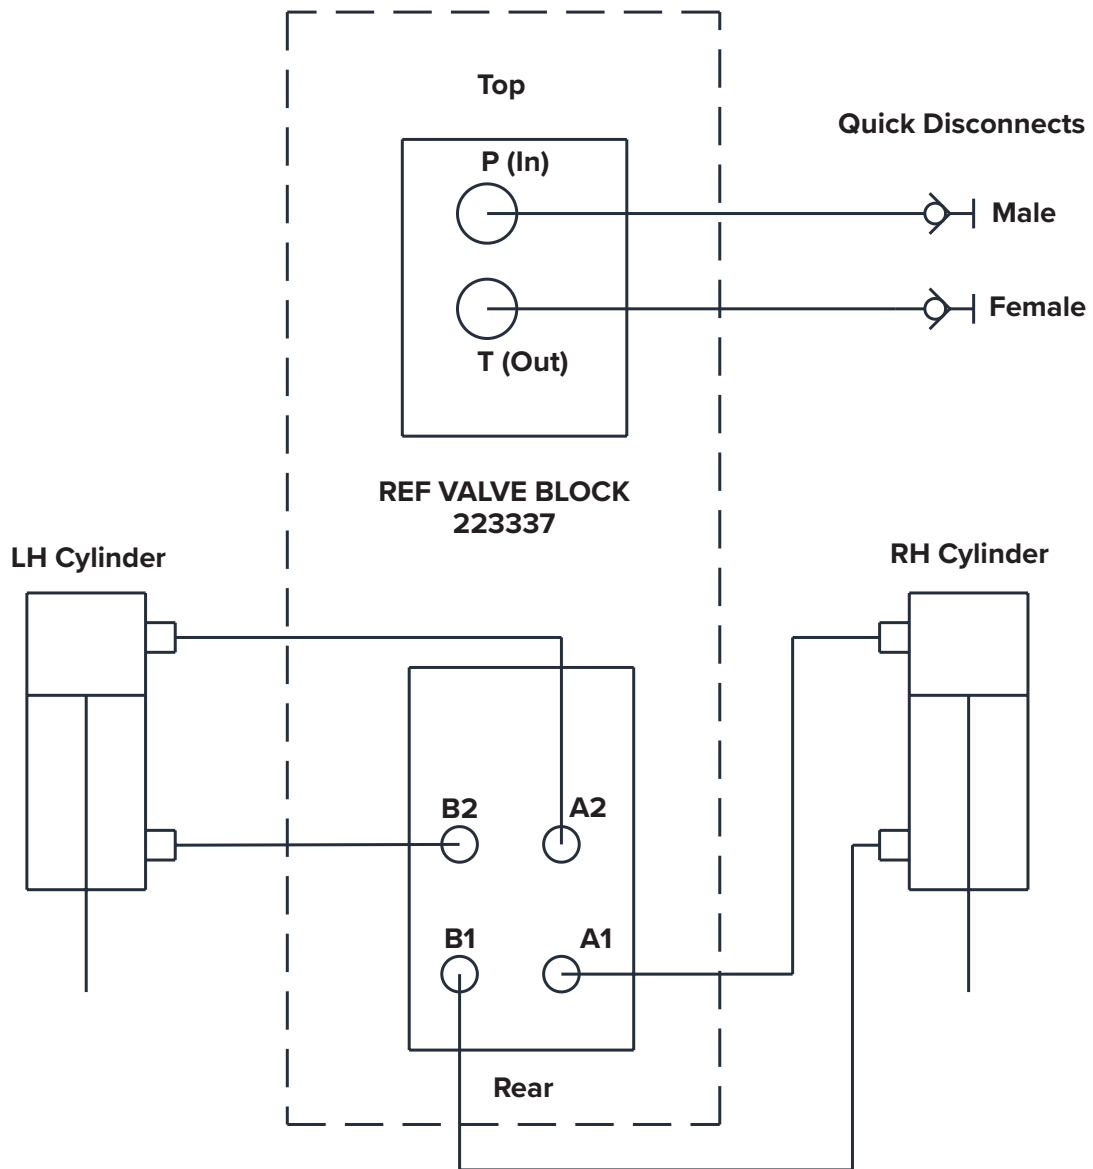 Top
Quick Disconnects
P (In)
Male
Female
T (Out)
REF VALVE BLOCK
223337
LH Cylinder
RH Cylinder
B2
A2
B1
A1
Rear